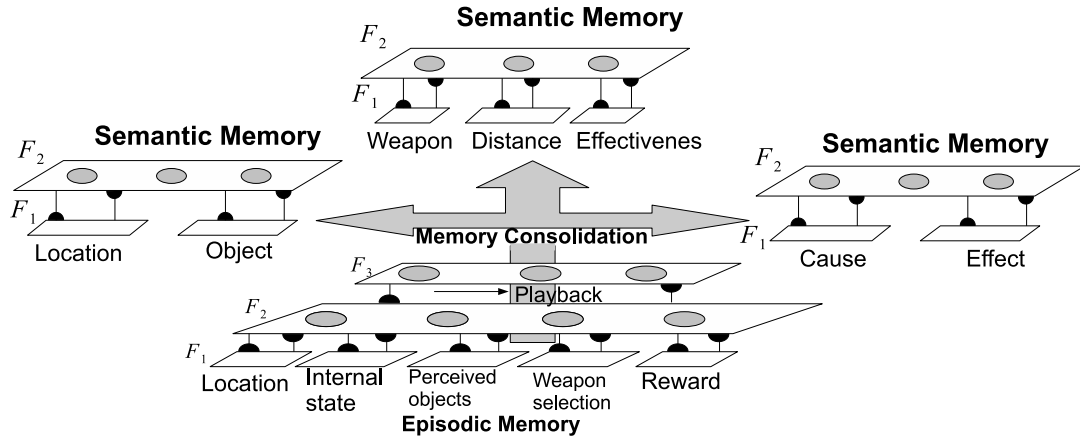 Semantic Memory
F2
F1
Weapon Distance Effectivenes
Semantic Memory
F2
F1
Location Object
Semantic Memory
F2
F1
Cause Effect
Memory Consolidation
F3
Playback
F2
F1
Location
Internal
state
Perceived
objects
Weapon
selection
Reward
Episodic Memory